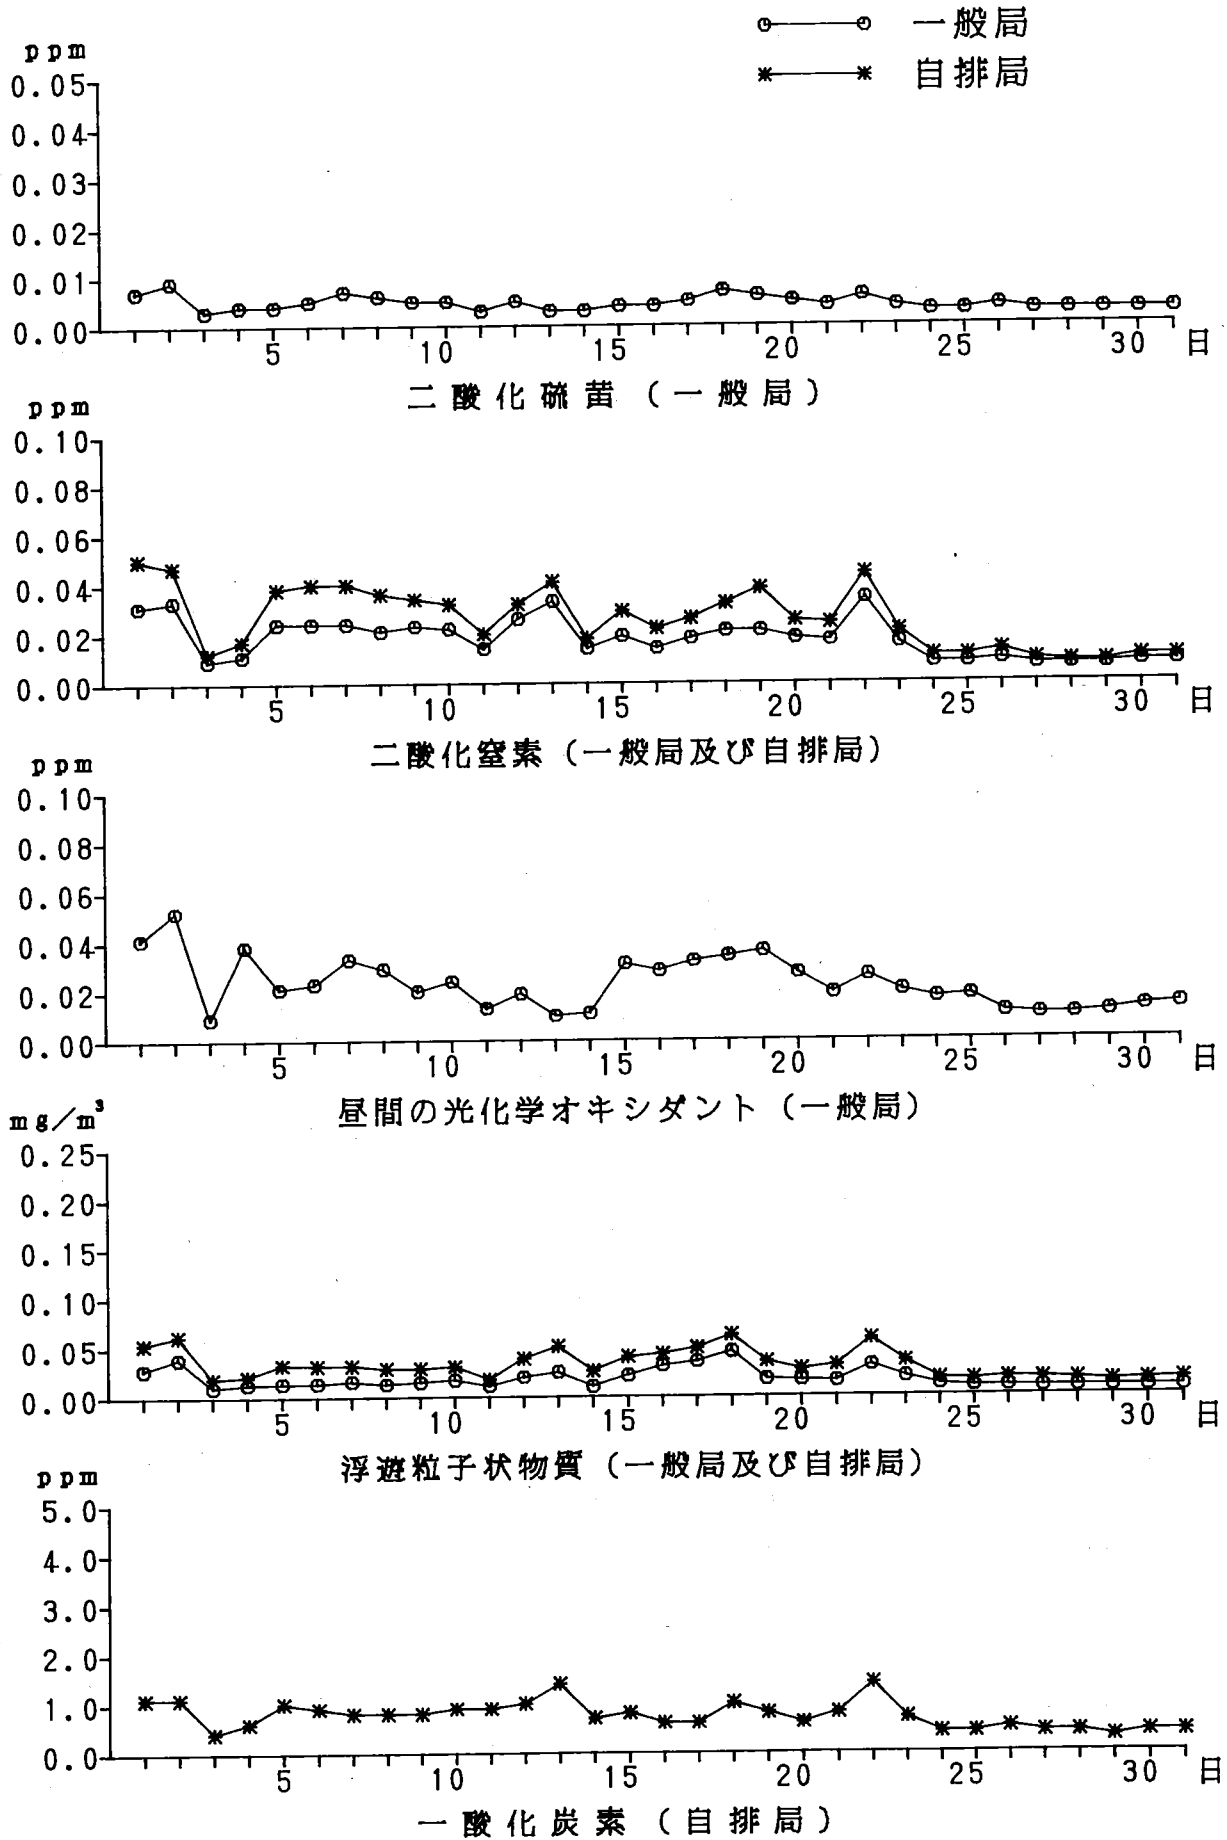 一般局
自排局
ppm
0.05
0.04
0.03
0.02
0.01
0.00
5 10 15 20 25 30 日
二酸化硫黄(一般局)
ppm
0.10
0.08
0.06
0.04
0.02
0.00
5 10 15 20 25 30 日
二酸化窒素(一般局及び自排局)
ppm
0.10
0.08
0.06
0.04
0.02
0.00
5 10 15 20 25 30 日
昼間の光化学オキシダント(一般局)
mg/m³
0.25
0.20
0.15
0.10
0.05
0.00
5 10 15 20 25 30 日
浮遊粒子状物質(一般局及び自排局)
ppm
5.0
4.0
3.0
2.0
1.0
0.0
5 10 15 20 25 30 日
一酸化炭素(自排局)